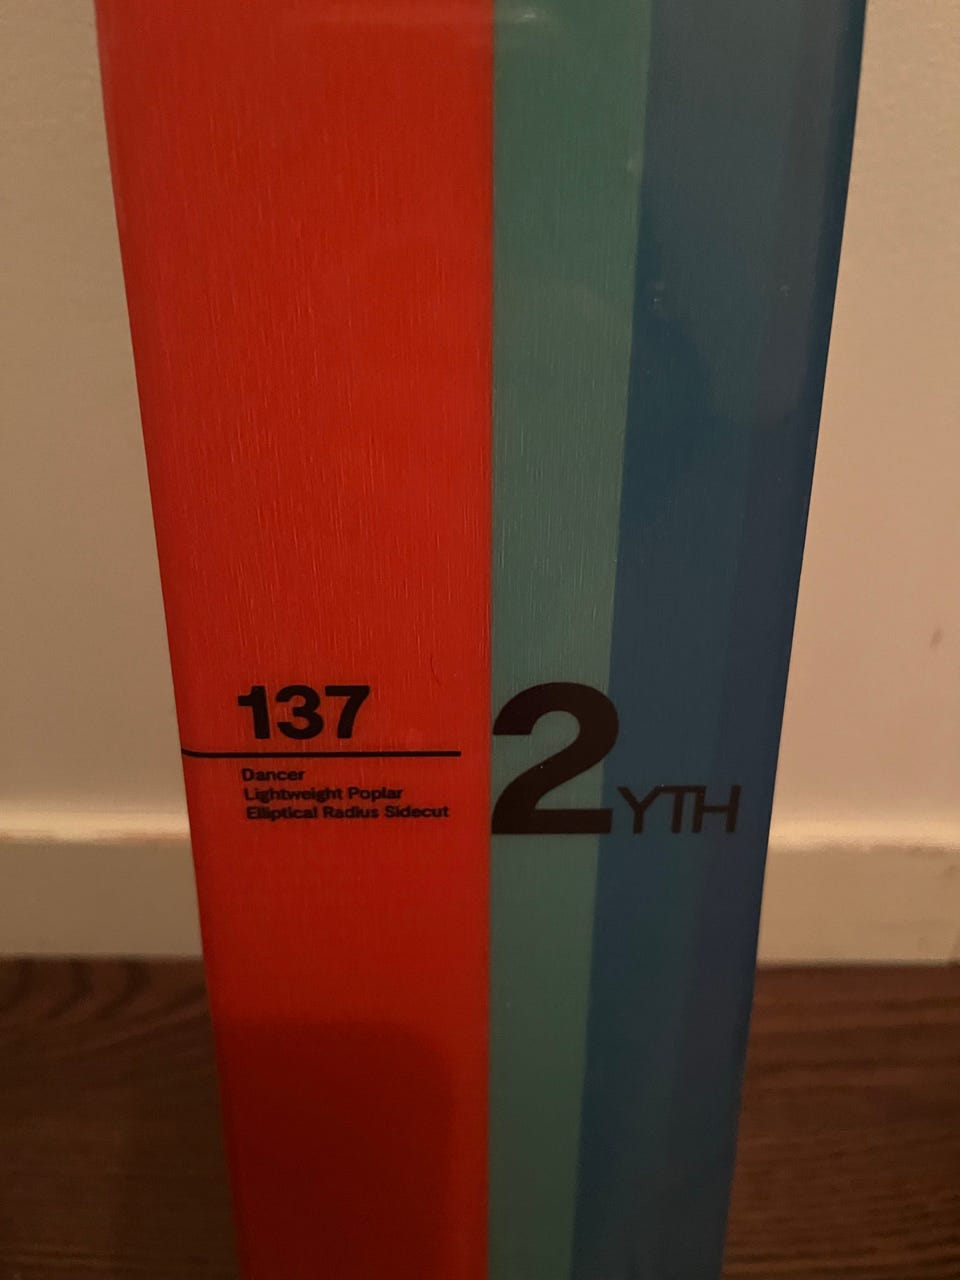 137
Dancer
Lightweight Poplar
Elliptical Radius Sidecut
2YTH